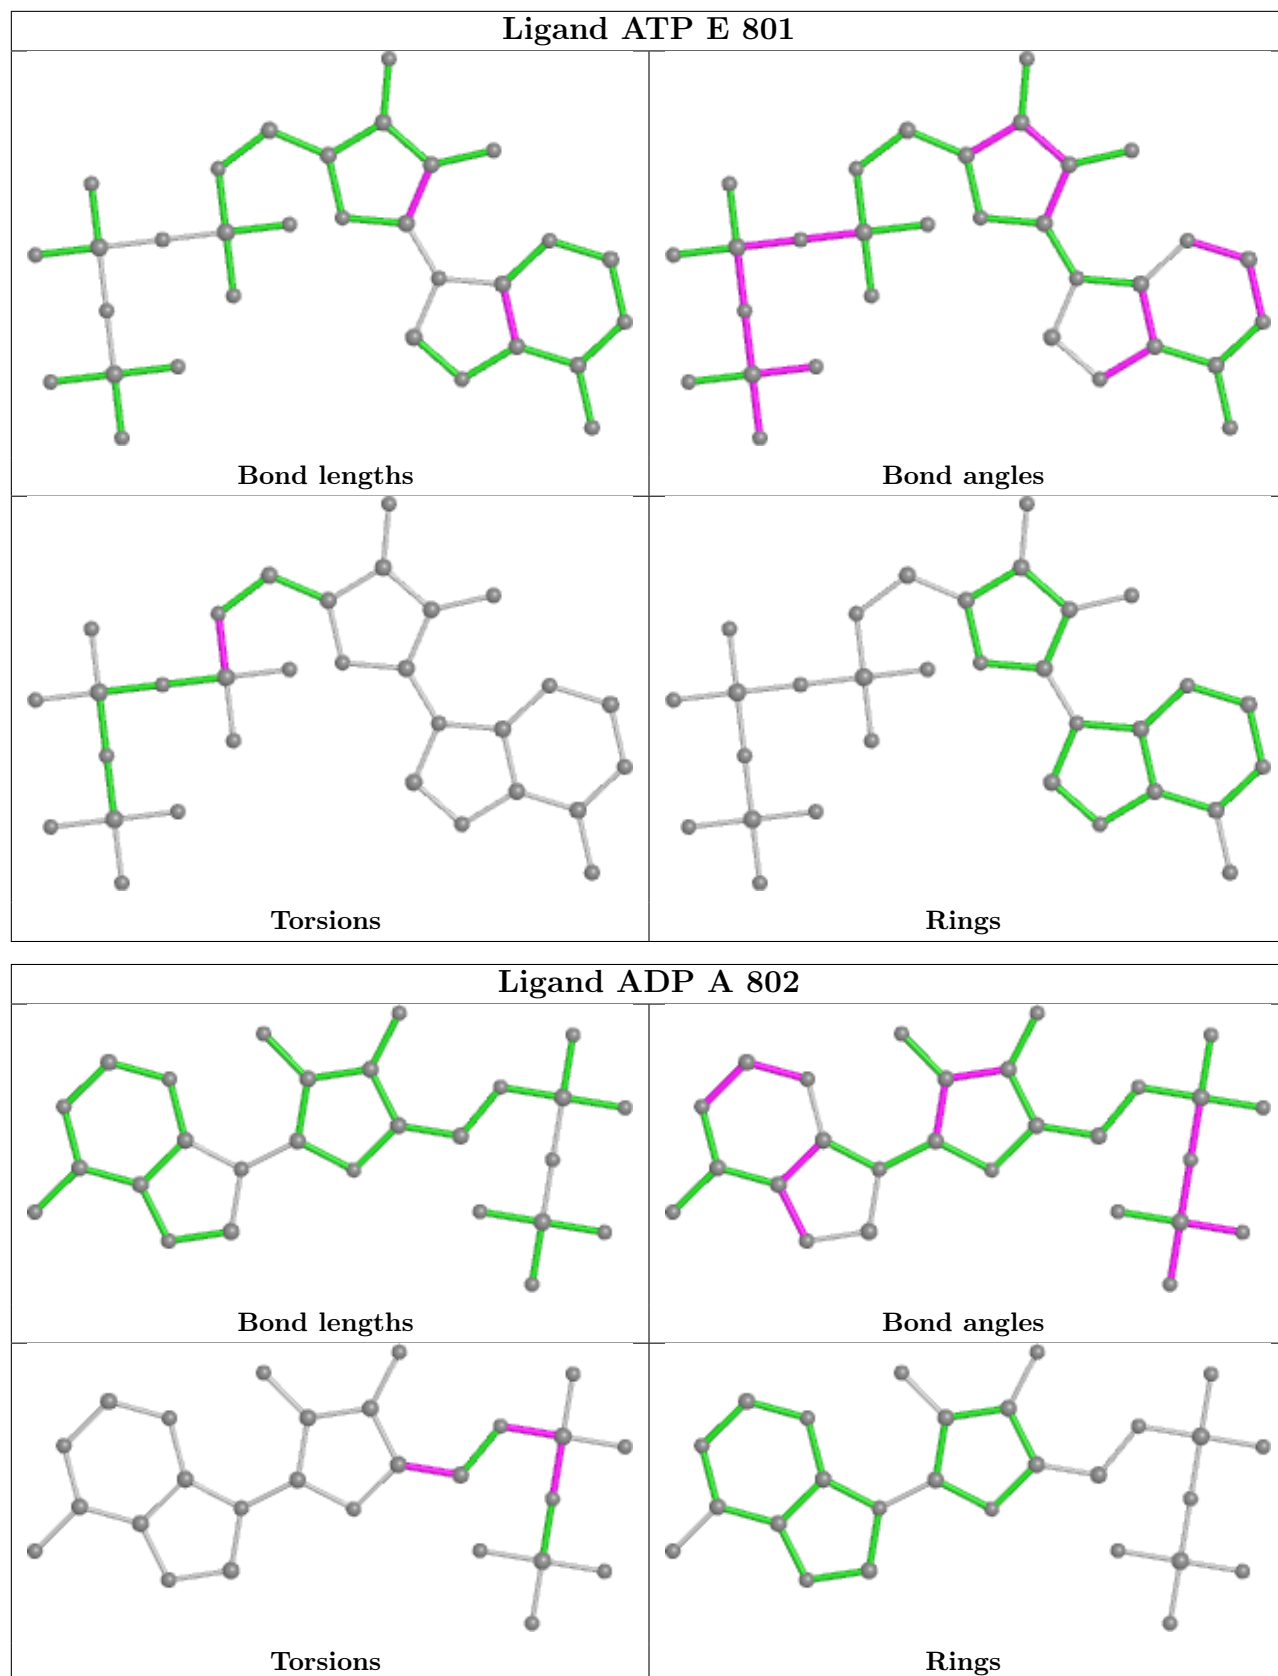 Ligand ATP E 801
Bond lengths
Bond angles
Torsions
Rings
Ligand ADP A 802
Bond lengths
Bond angles
Torsions
Rings